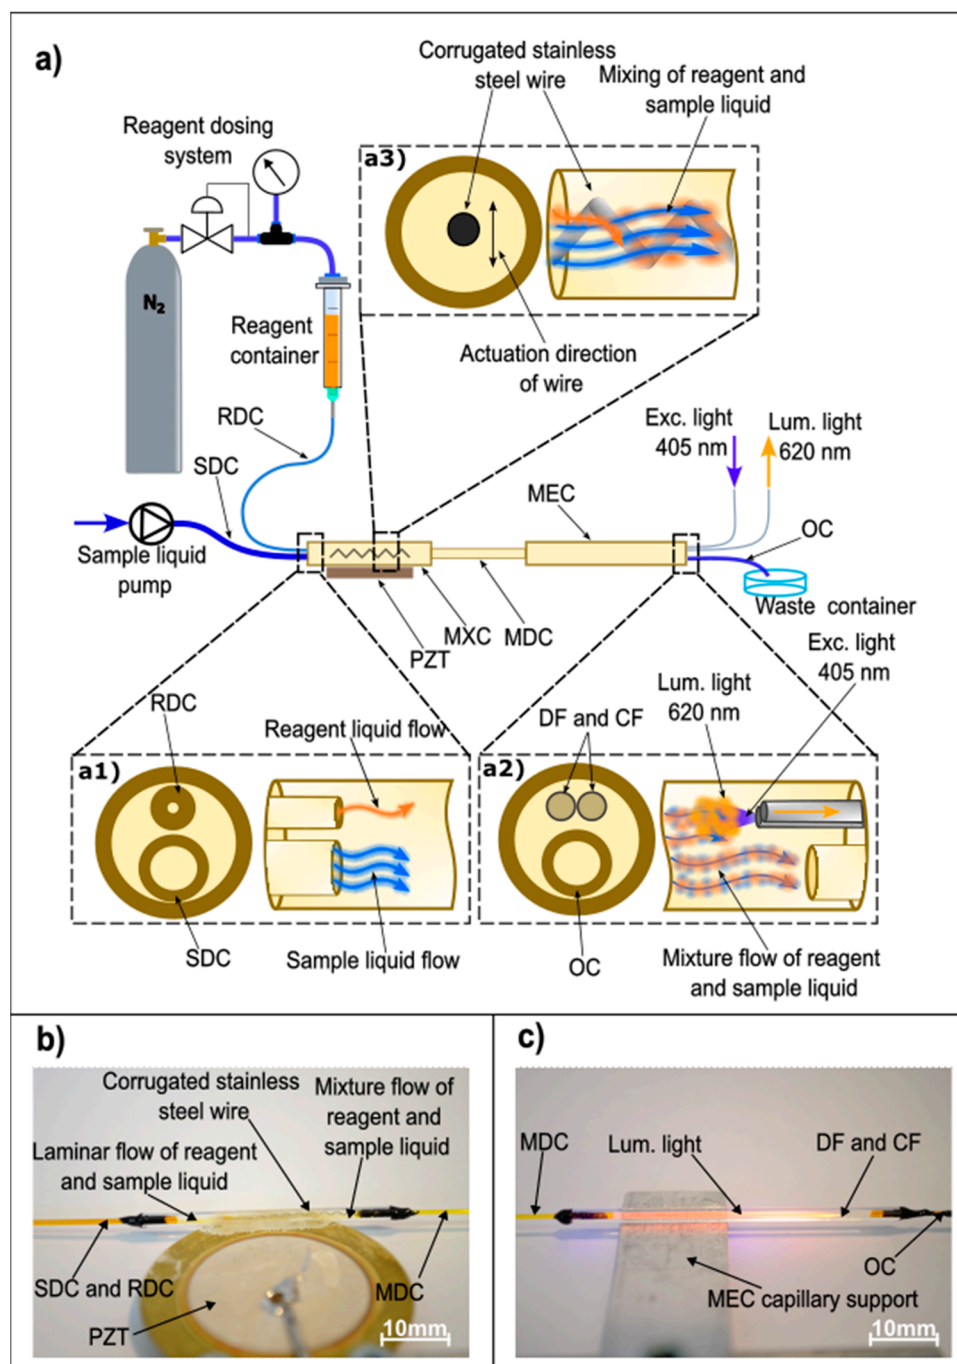 a)
Corrugated stainless
steel wire
Mixing of reagent and
sample liquid
Reagent dosing
system
a3)
N2
Reagent
container
Actuation direction
of wire
RDC
Exc. light
405 nm
Lum. light
620 nm
SDC
MEC
OC
Sample liquid
pump
Waste container
MXC
MDC
PZT
Exc. light
405 nm
RDC
Reagent liquid flow
Lum. light
620 nm
DF and CF
a1)
a2)
SDC
Sample liquid flow
OC
Mixture flow of reagent
and sample liquid
b)
Corrugated stainless
steel wire
Mixture flow of
reagent and
sample liquid
Laminar flow of reagent
and sample liquid
SDC and RDC
MDC
PZT
10mm
c)
MDC
Lum. light
DF and CF
OC
MEC capillary support
10mm